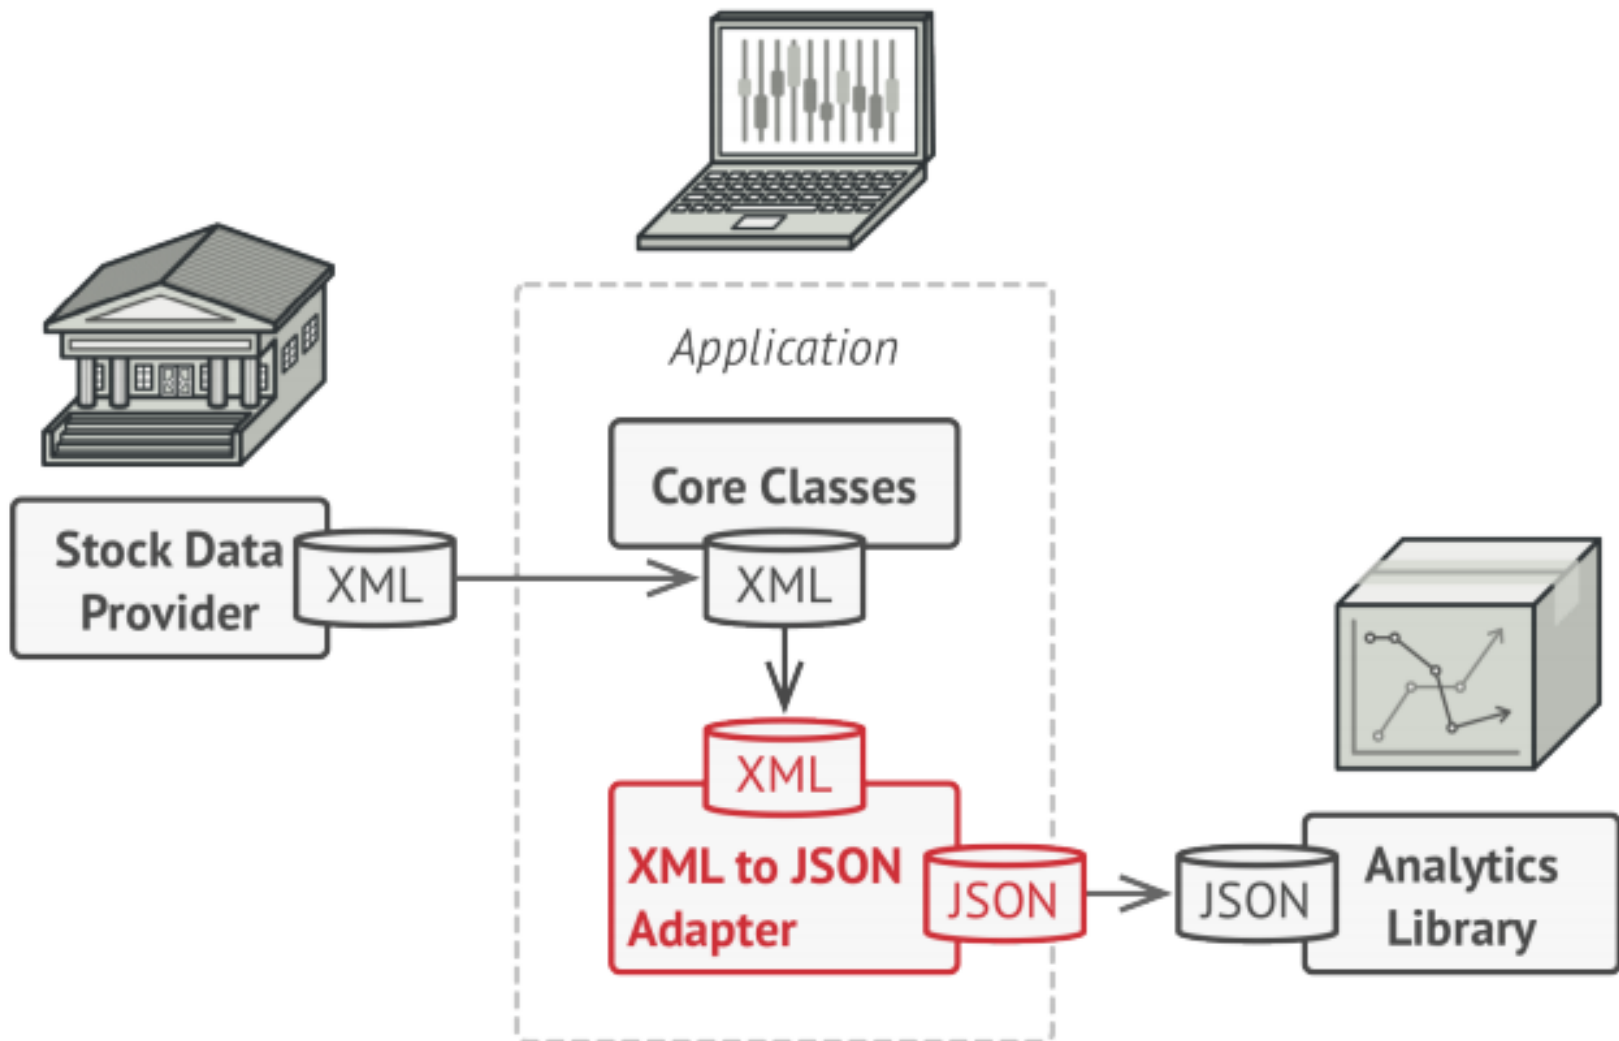 Application
Core Classes
Stock Data
Provider
XML
XML
XML
XML to JSON
Adapter
JSON
JSON
Analytics
Library